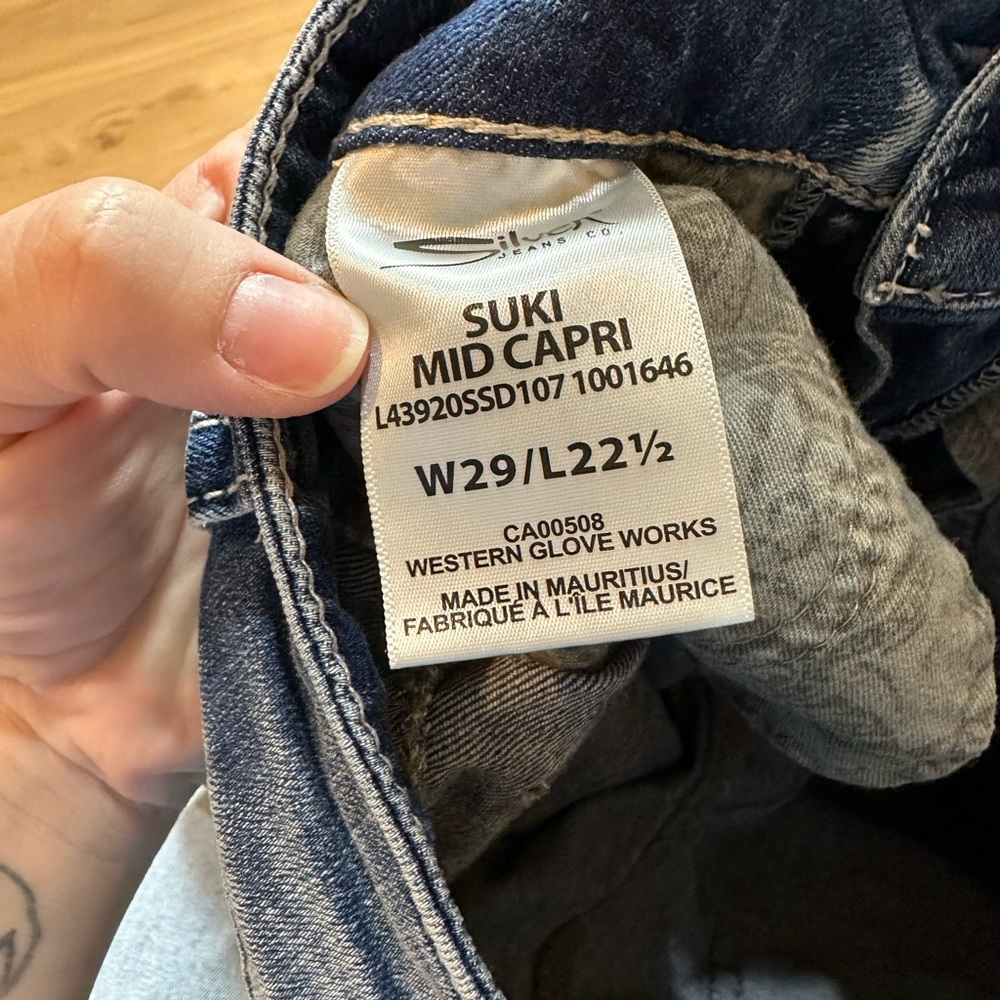 Silver
JEANS CO.
SUKI
MID CAPRI
L43920SSD107 1001646
W29/L22½
CA00508
WESTERN GLOVE WORKS
MADE IN MAURITIUS/
FABRIQUÉ À L'ÎLE MAURICE